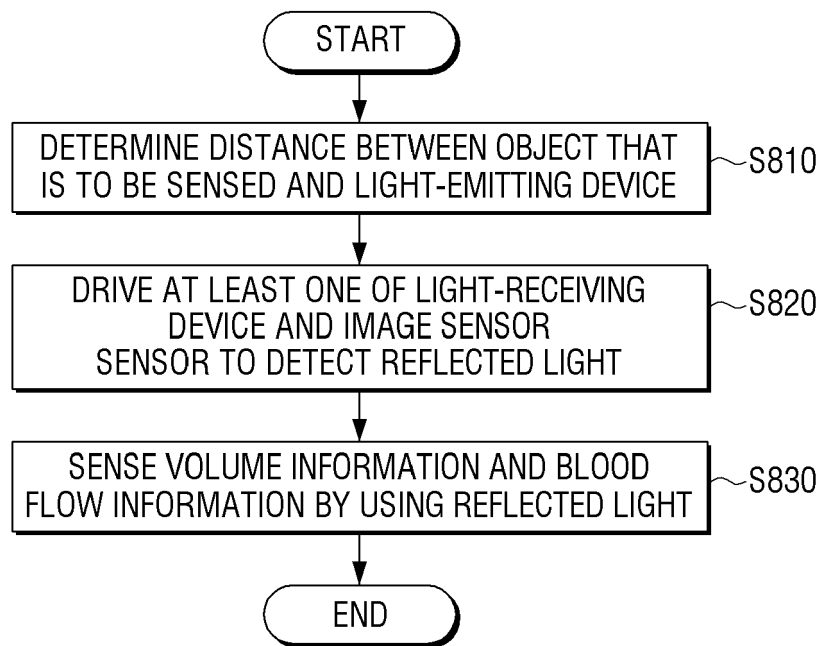 START
DETERMINE DISTANCE BETWEEN OBJECT THAT
IS TO BE SENSED AND LIGHT-EMITTING DEVICE
S810
DRIVE AT LEAST ONE OF LIGHT-RECEIVING
DEVICE AND IMAGE SENSOR
SENSOR TO DETECT REFLECTED LIGHT
S820
SENSE VOLUME INFORMATION AND BLOOD
FLOW INFORMATION BY USING REFLECTED LIGHT
S830
END